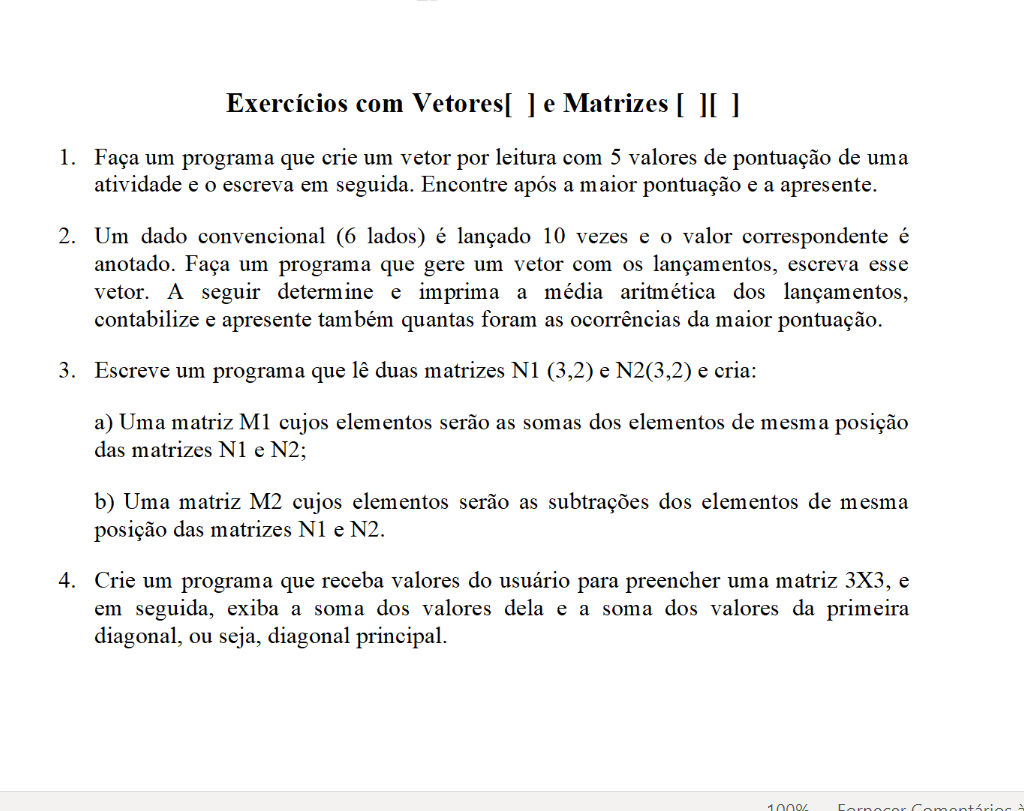 Exercícios com Vetores[ ] e Matrizes [ ][ ]
1. Faça um programa que crie um vetor por leitura com 5 valores de pontuação de uma
atividade e o escreva em seguida. Encontre após a maior pontuação e a apresente.
2. Um dado convencional (6 lados) é lançado 10 vezes e o valor correspondente é
anotado. Faça um programa que gere um vetor com os lançamentos, escreva esse
vetor. A seguir determine e imprima a média aritmética dos lançamentos,
contabilize e apresente também quantas foram as ocorrências da maior pontuação.
3. Escreve um programa que lê duas matrizes N1 (3,2) e N2(3,2) e cria:
a) Uma matriz M1 cujos elementos serão as somas dos elementos de mesma posição
das matrizes N1 e N2;
b) Uma matriz M2 cujos elementos serão as subtrações dos elementos de mesma
posição das matrizes N1 e N2.
4. Crie um programa que receba valores do usuário para preencher uma matriz 3X3, e
em seguida, exiba a soma dos valores dela e a soma dos valores da primeira
diagonal, ou seja, diagonal principal.
100% Fornecer Comentários à